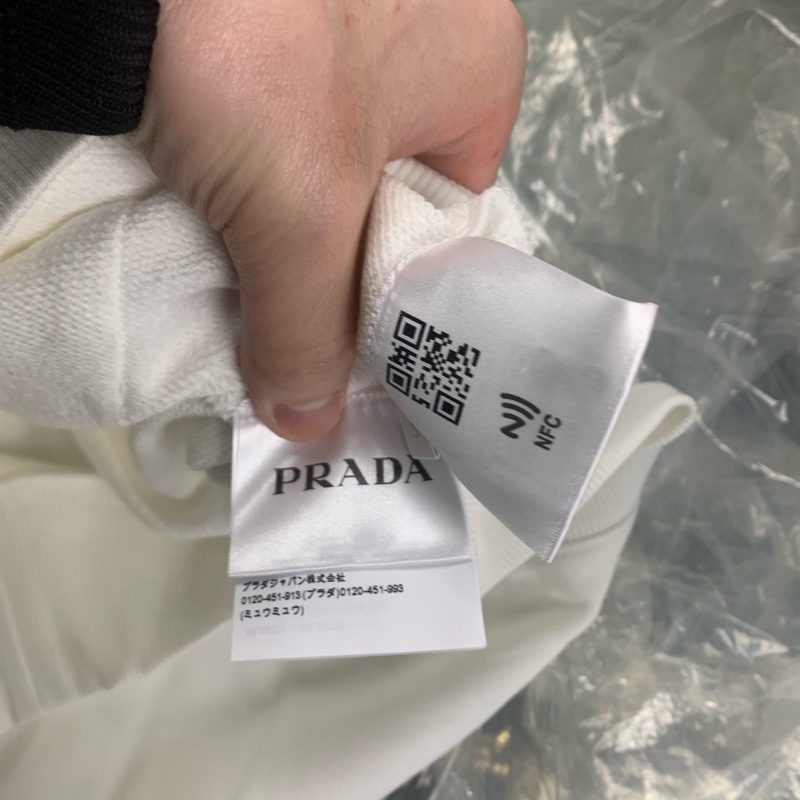 PRADA
プラダジャパン株式会社
0120-451-913(プラダ)0120-451-993
(ミュウミュウ)
NFC